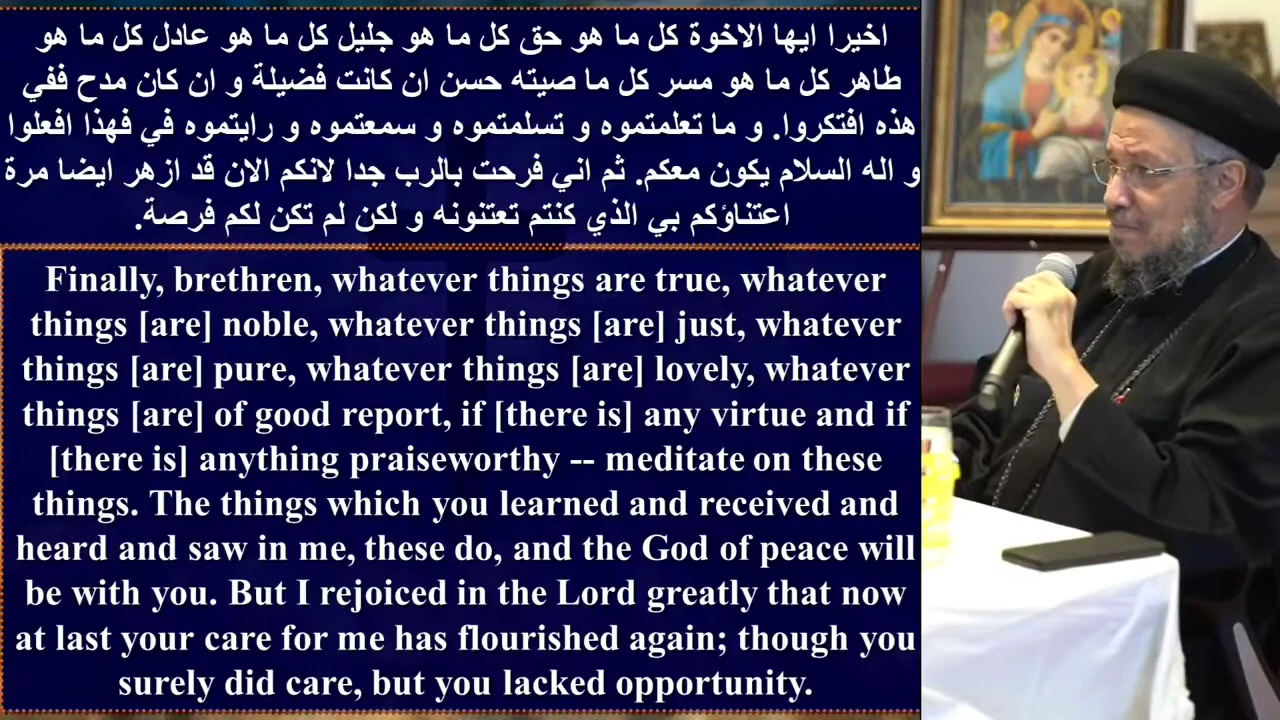 اخيرا ايها الاخوة كل ما هو حق كل ما هو جليل كل ما هو عادل كل ما هو
طاهر كل ما هو مسر كل ما صيته حسن ان كانت فضيلة و ان كان مدح ففي
هذه افتكروا. و ما تعلمتموه و تسلمتموه و سمعتموه و رايتموه في فهذا افعلوا
و اله السلام يكون معكم. ثم اني فرحت بالرب جدا لانكم الان قد ازهر ايضا مرة
اعتناؤكم بي الذي كنتم تعتنونه و لكن لم تكن لكم فرصة.
Finally, brethren, whatever things are true, whatever
things [are] noble, whatever things [are] just, whatever
things [are] pure, whatever things [are] lovely, whatever
things [are] of good report, if [there is] any virtue and if
[there is] anything praiseworthy -- meditate on these
things. The things which you learned and received and
heard and saw in me, these do, and the God of peace will
be with you. But I rejoiced in the Lord greatly that now
at last your care for me has flourished again; though you
surely did care, but you lacked opportunity.